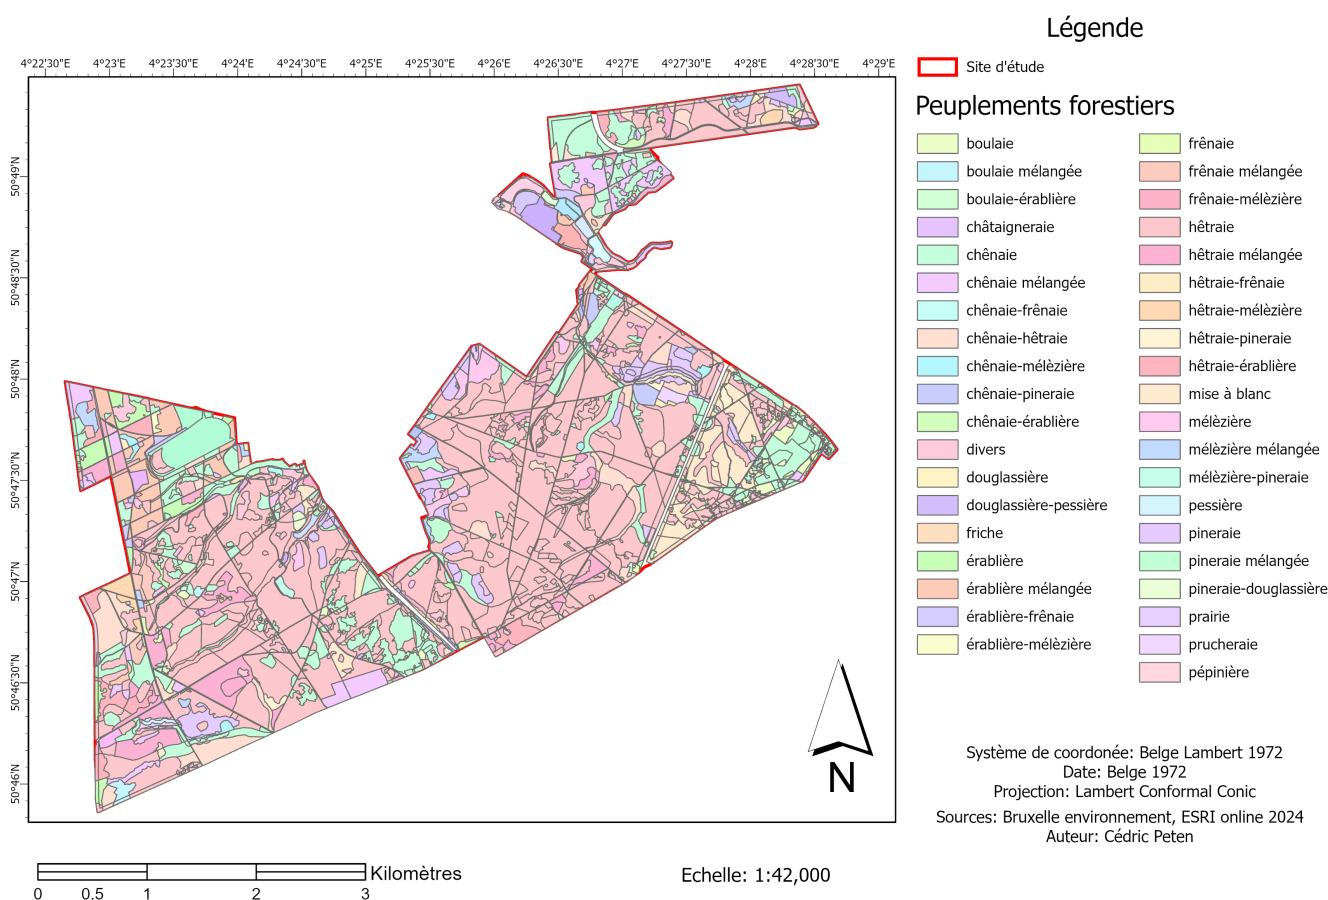 Légende
4°22'30"E 4°23'E 4°23'30"E 4°24'E 4°24'30"E 4°25'E 4°25'30"E 4°26'E 4°26'30"E 4°27'E 4°27'30"E 4°28'E 4°28'30"E 4°29'E
Site d'étude
Peuplements forestiers
boulaie
boulaie mélangée
boulaie-érablière
châtaigneraie
chênaie
chênaie mélangée
chênaie-frênaie
chênaie-hêtraie
chênaie-mélèzière
chênaie-pineraie
chênaie-érablière
divers
douglassière
douglassière-pessière
friche
érablière
érablière mélangée
érablière-frênaie
érablière-mélèzière
frênaie
frênaie mélangée
frênaie-mélèzière
hêtraie
hêtraie mélangée
hêtraie-frênaie
hêtraie-mélèzière
hêtraie-pineraie
hêtraie-érablière
mise à blanc
mélèzière
mélèzière mélangée
mélèzière-pineraie
pessière
pineraie
pineraie mélangée
pineraie-douglassière
prairie
prucheraie
pépinière
50°49'N
50°48'30"N
50°48'N
50°47'30"N
50°47'N
50°46'30"N
50°46'N
N
Système de coordonée: Belge Lambert 1972
Date: Belge 1972
Projection: Lambert Conformal Conic
Sources: Bruxelle environnement, ESRI online 2024
Auteur: Cédric Peten
Kilomètres
0 0.5 1 2 3
Echelle: 1:42,000